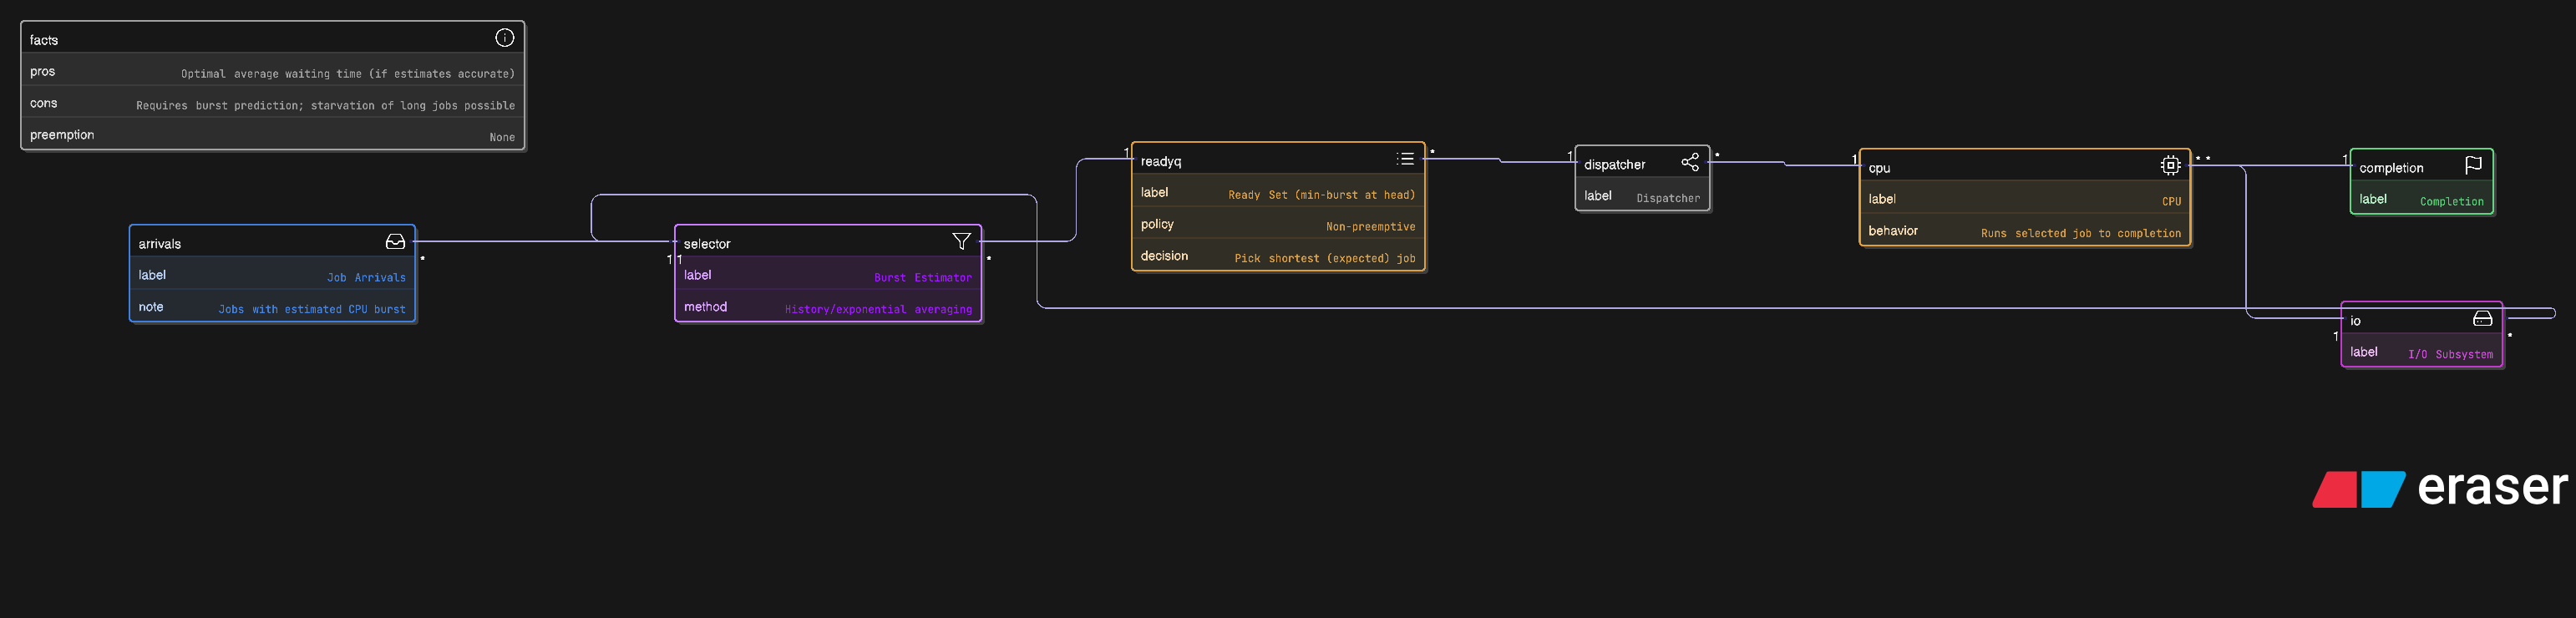 facts
pros Optimal average waiting time (if estimates accurate)
cons Requires burst prediction; starvation of long jobs possible
preemption None
arrivals
label Job Arrivals
note Jobs with estimated CPU burst
*
1 1
selector
label Burst Estimator
method History/exponential averaging
*
1
readyq
label Ready Set (min-burst at head)
policy Non-preemptive
decision Pick shortest (expected) job
*
1
dispatcher
label Dispatcher
*
1
cpu
label CPU
behavior Runs selected job to completion
* *
1
completion
label Completion
1
io
label I/O Subsystem
*
eraser